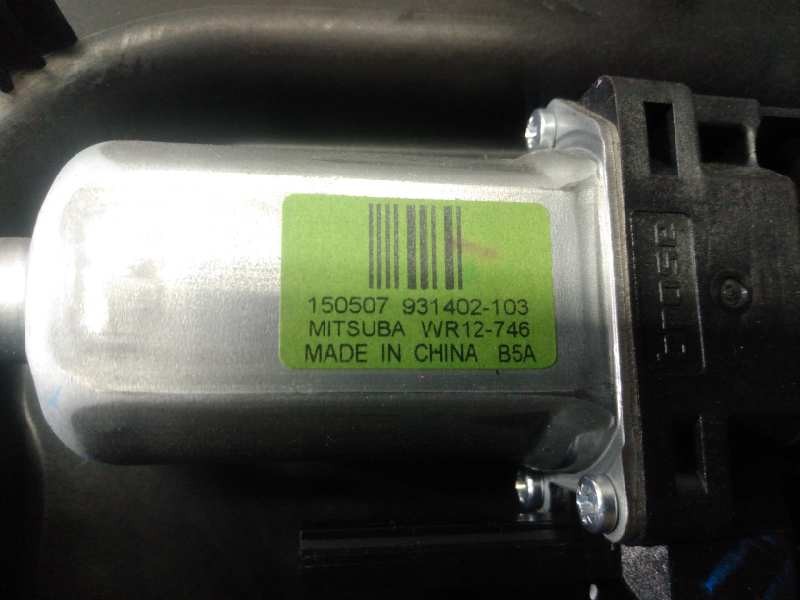 150507 931402-103
MITSUBA WR12-746
MADE IN CHINA B5A